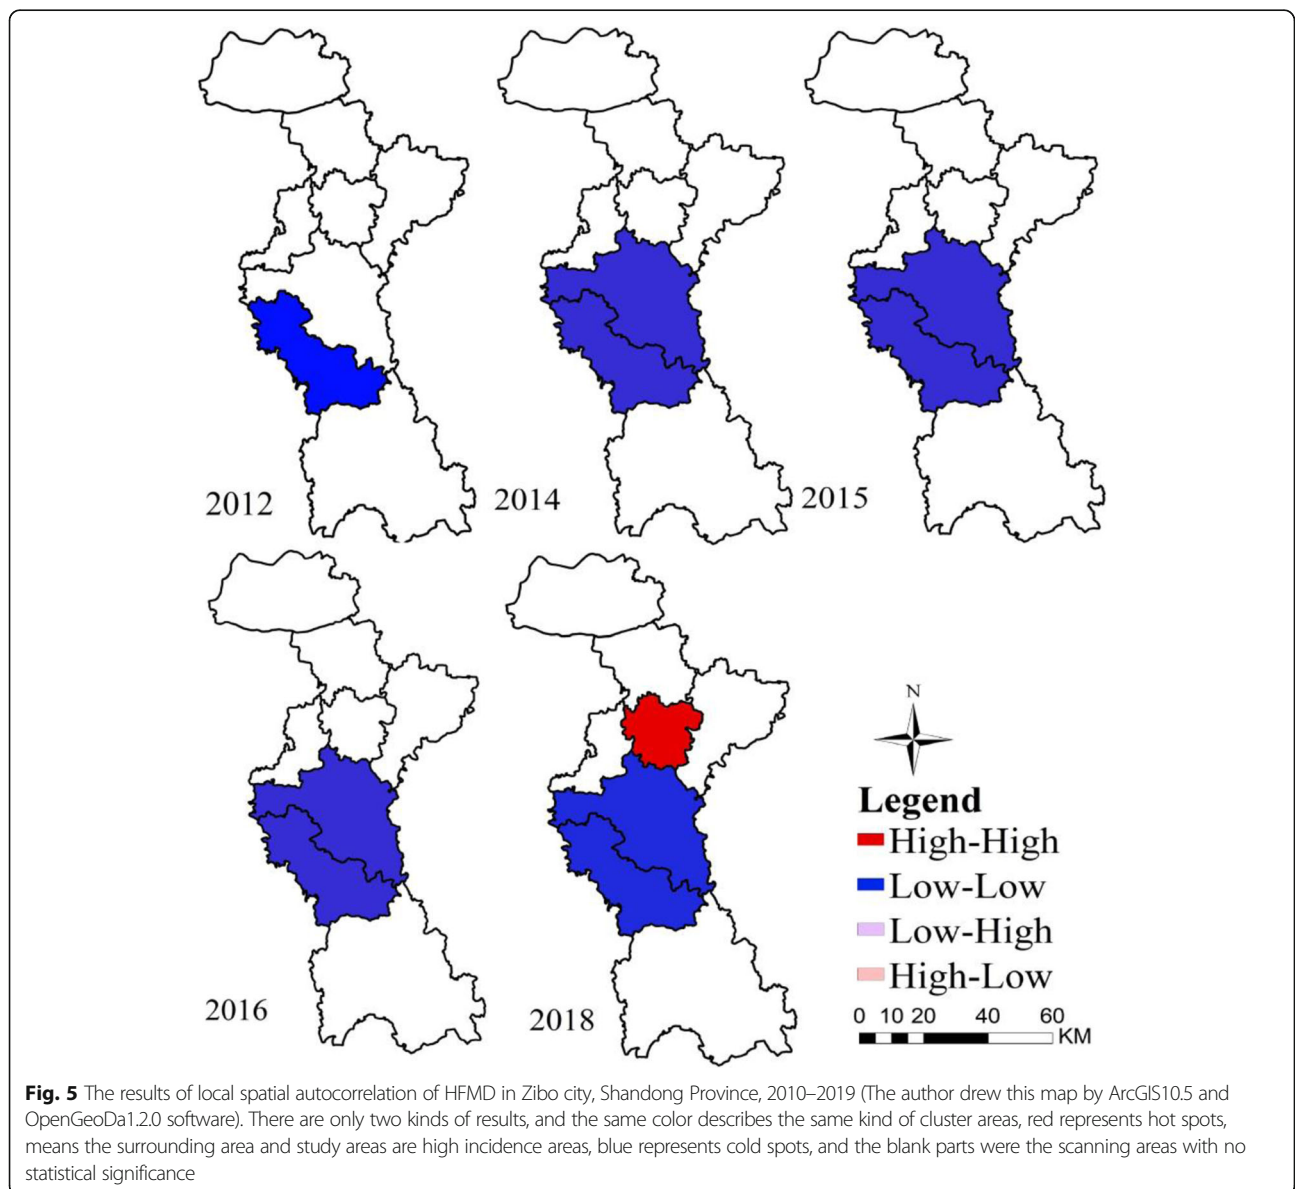 2012
2014
2015
2016
2018
N
Legend
High-High
Low-Low
Low-High
High-Low
0 10 20 40 60
KM
Fig. 5 The results of local spatial autocorrelation of HFMD in Zibo city, Shandong Province, 2010–2019 (The author drew this map by ArcGIS10.5 and
OpenGeoDa1.2.0 software). There are only two kinds of results, and the same color describes the same kind of cluster areas, red represents hot spots,
means the surrounding area and study areas are high incidence areas, blue represents cold spots, and the blank parts were the scanning areas with no
statistical significance